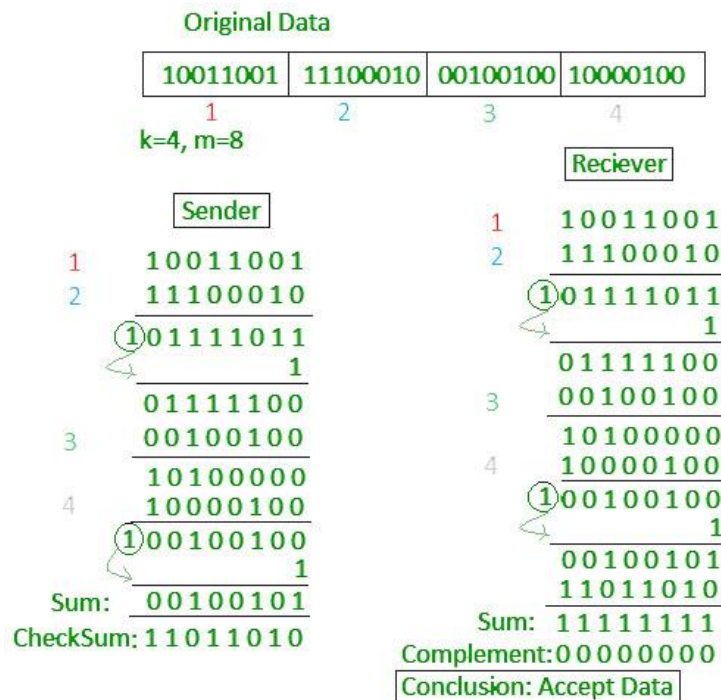 Original Data
10011001 11100010 00100100 10000100
1 2 3 4
k=4, m=8
Sender
1 10011001
2 11100010
1 01111011
1
01111100
3 00100100
10100000
4 10000100
1 00100100
1
Sum: 00100101
CheckSum: 11011010
Reciever
1 10011001
2 11100010
1 01111011
1
01111100
3 00100100
10100000
4 10000100
1 00100100
1
00100101
11011010
Sum: 11111111
Complement: 00000000
Conclusion: Accept Data